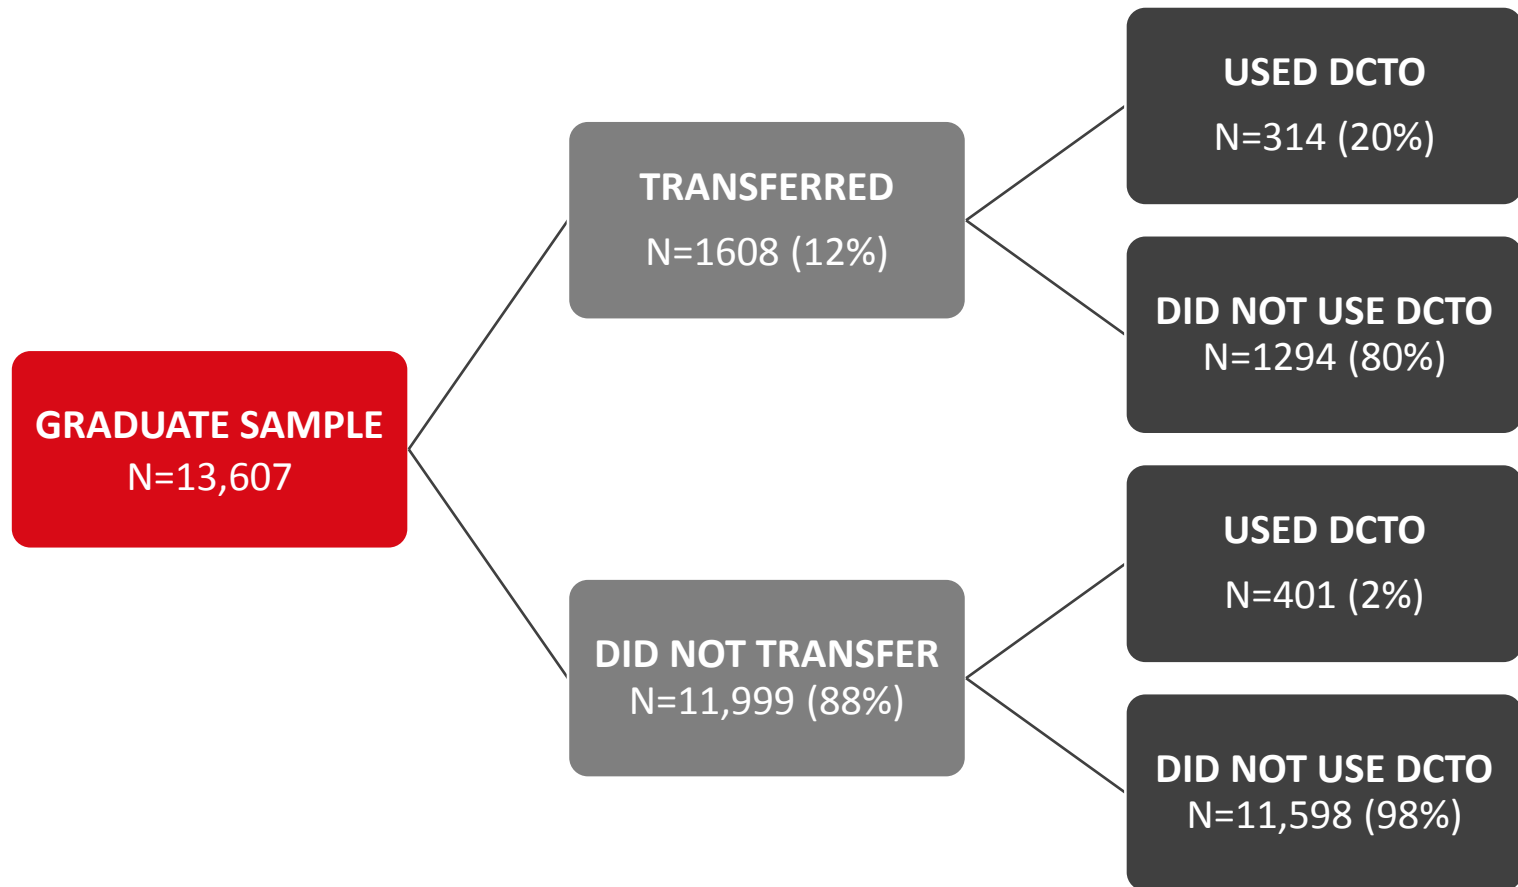 GRADUATE SAMPLE
N=13,607
TRANSFERRED
N=1608 (12%)
DID NOT TRANSFER
N=11,999 (88%)
USED DCTO
N=314 (20%)
DID NOT USE DCTO
N=1294 (80%)
USED DCTO
N=401 (2%)
DID NOT USE DCTO
N=11,598 (98%)